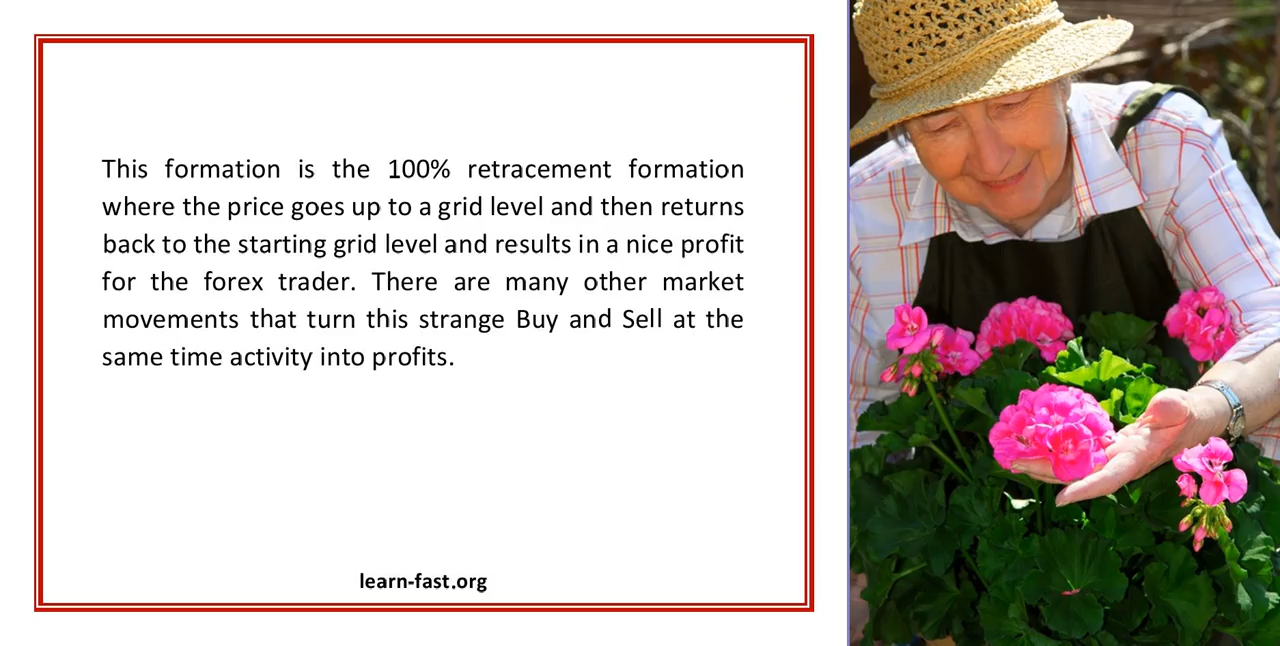 This formation is the 100% retracement formation
where the price goes up to a grid level and then returns
back to the starting grid level and results in a nice profit
for the forex trader. There are many other market
movements that turn this strange Buy and Sell at the
same time activity into profits.
learn-fast.org